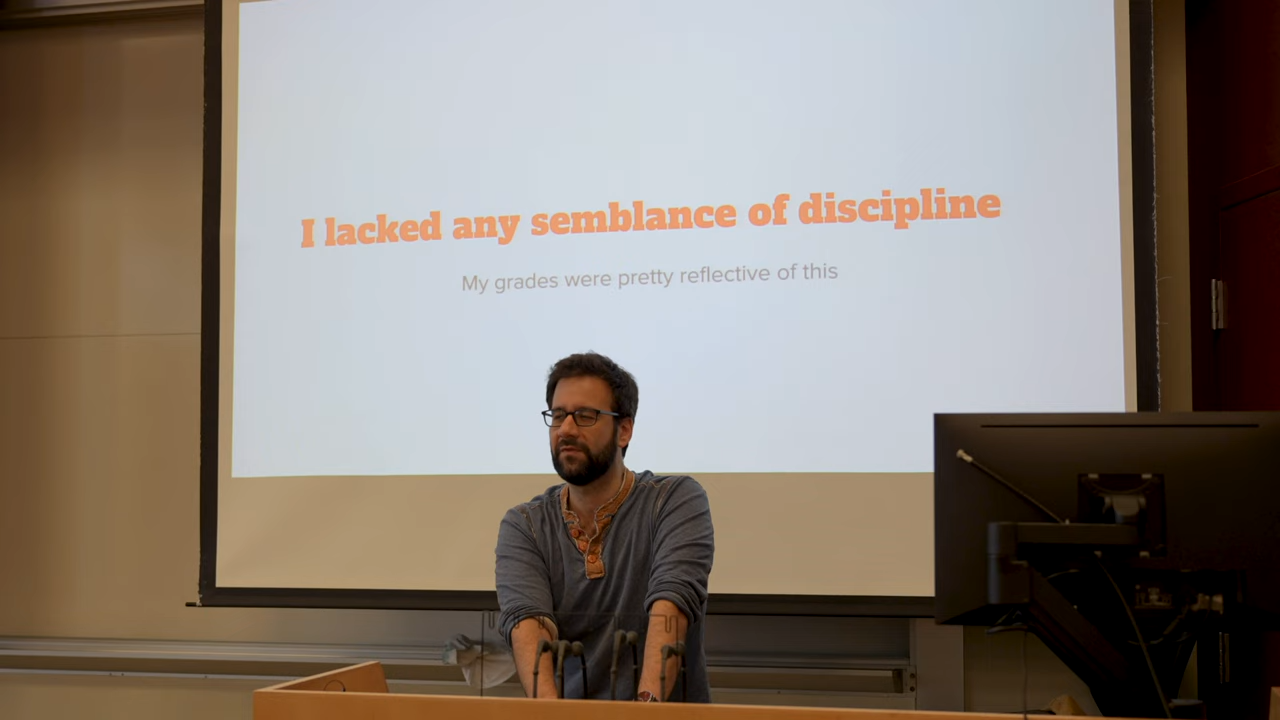 I lacked any semblance of discipline
My grades were pretty reflective of this